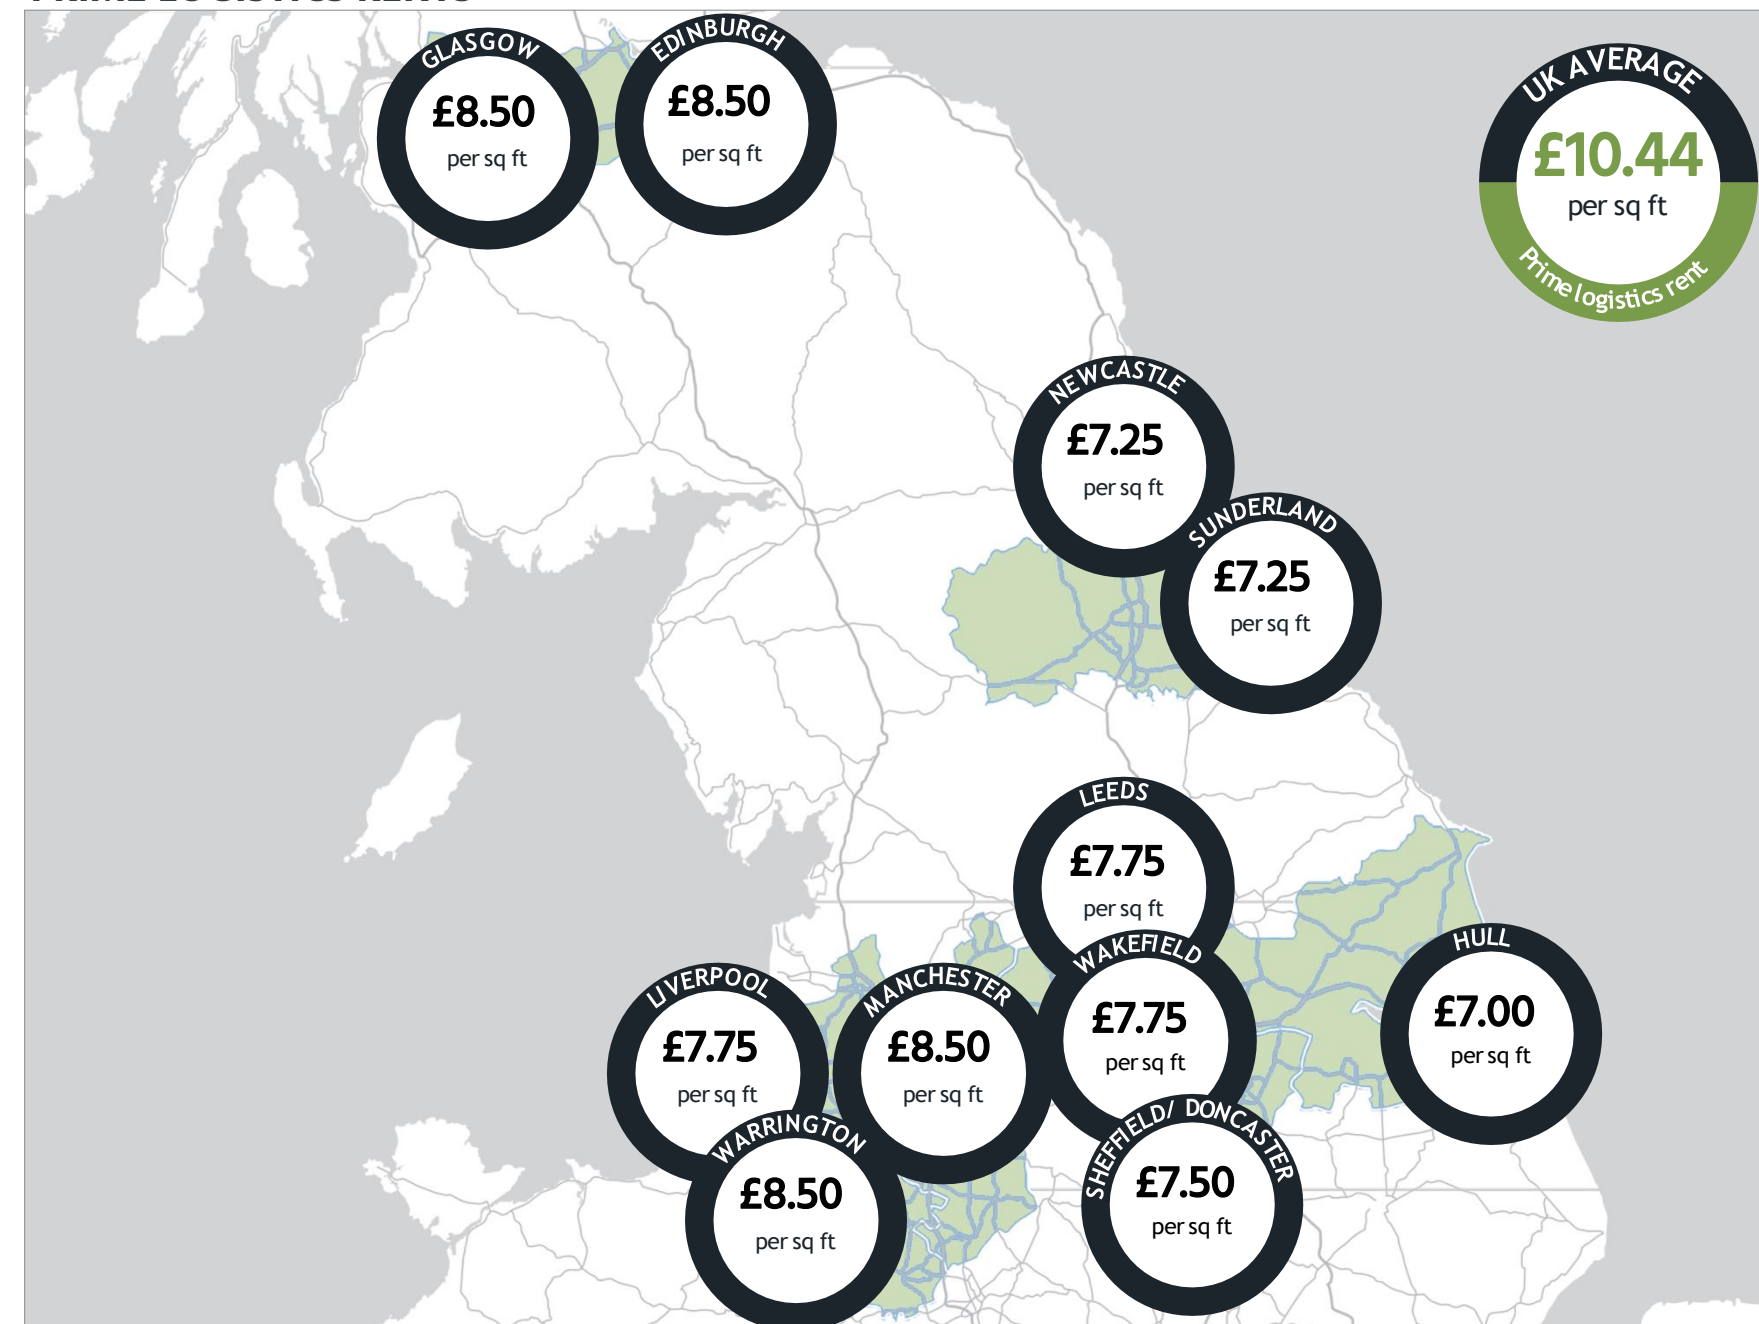 PRIME LOGISTICS RENTS
GLASGOW
£8.50
per sq ft
EDINBURGH
£8.50
per sq ft
UK AVERAGE
£10.44
per sq ft
Prime logistics rent
NEWCASTLE
£7.25
per sq ft
SUNDERLAND
£7.25
per sq ft
LEEDS
£7.75
per sq ft
WAKEFIELD
£7.75
per sq ft
HULL
£7.00
per sq ft
LIVERPOOL
£7.75
per sq ft
MANCHESTER
£8.50
per sq ft
WARRINGTON
£8.50
per sq ft
SHEFFIELD/ DONCASTER
£7.50
per sq ft